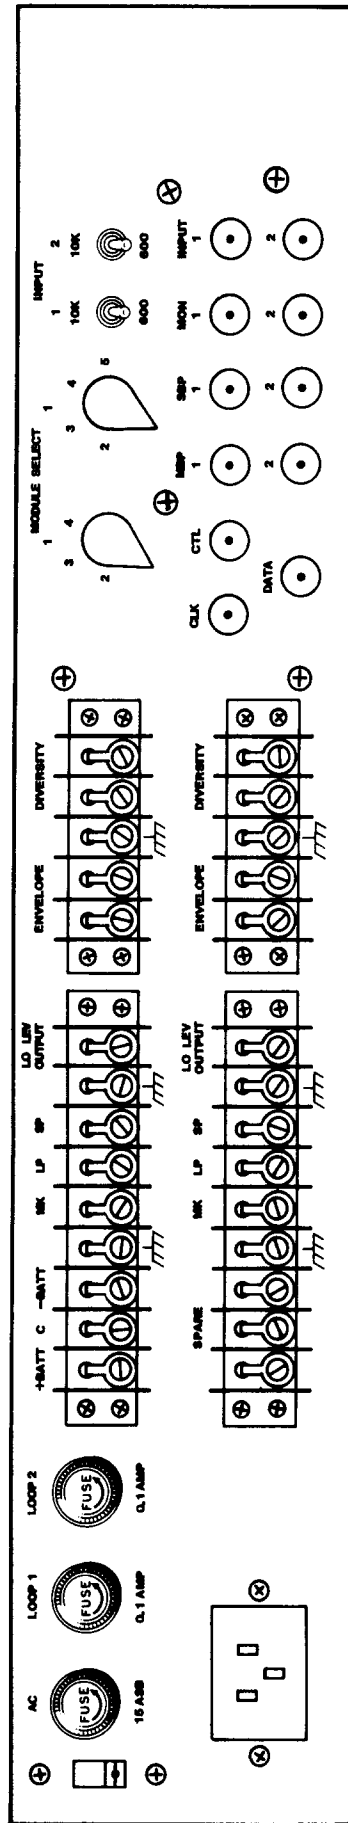 AC
FUSE
15 ASB
LOOP 1
FUSE
0.1 AMP
LOOP 2
FUSE
0.1 AMP
+BATT C −BATT MK LP SP LO LEV
OUTPUT
ENVELOPE DIVERSITY
MODULE SELECT
1 1
3 4 3 4
2 2 5
INPUT
1 2
10K 10K
600 600
SPARE MK LP SP LO LEV
OUTPUT
ENVELOPE DIVERSITY
CLK CTL MBP SBP MON INPUT
1 1 1 1
DATA 2 2 2 2